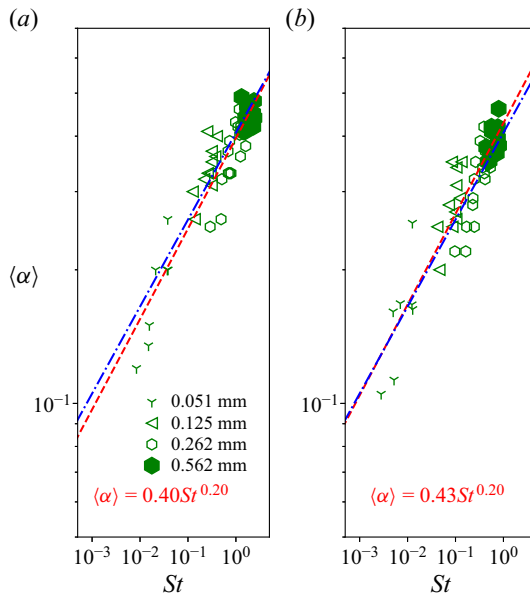 (a) (b)
⟨α⟩
10⁻¹ 10⁻¹
0.051 mm
0.125 mm
0.262 mm
0.562 mm
⟨α⟩ = 0.40St^0.20 ⟨α⟩ = 0.43St^0.20
10⁻³ 10⁻² 10⁻¹ 10⁰ 10⁻³ 10⁻² 10⁻¹ 10⁰
St St